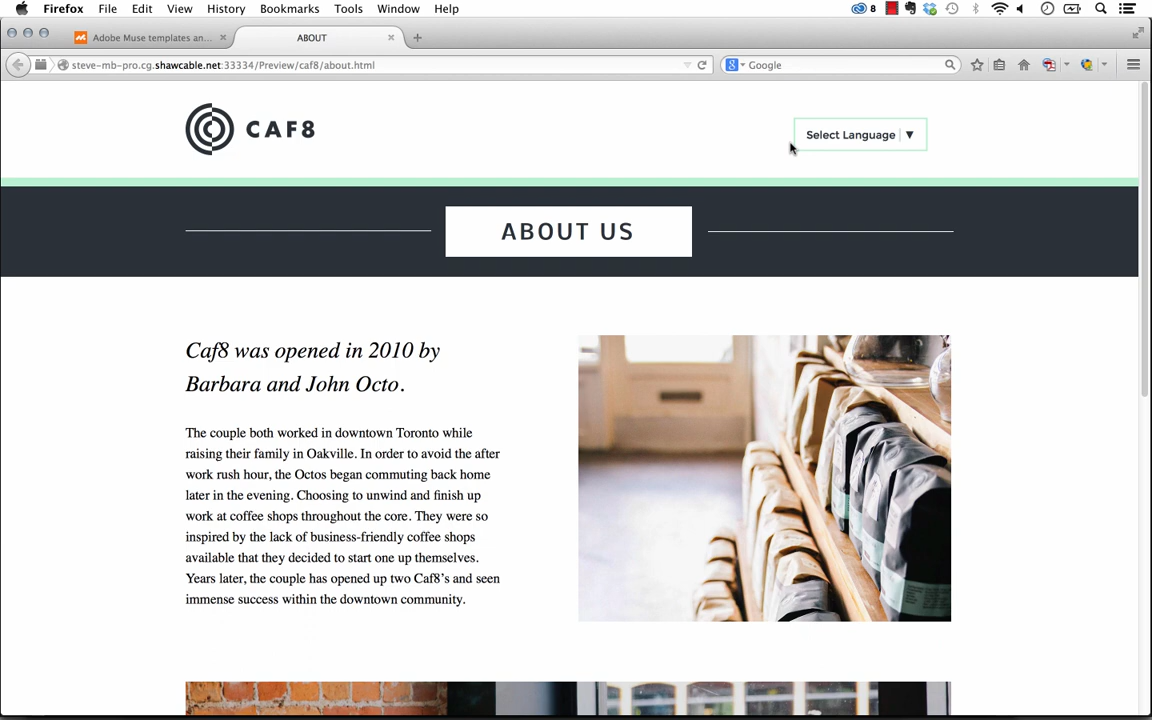 Firefox File Edit View History Bookmarks Tools Window Help
8
Adobe Muse templates an...
ABOUT
steve-mb-pro.cg.shawcable.net:33334/Preview/caf8/about.html
Google
CAF8
Select Language
ABOUT US
Caf8 was opened in 2010 by
Barbara and John Octo.
The couple both worked in downtown Toronto while
raising their family in Oakville. In order to avoid the after
work rush hour, the Octos began commuting back home
later in the evening. Choosing to unwind and finish up
work at coffee shops throughout the core. They were so
inspired by the lack of business-friendly coffee shops
available that they decided to start one up themselves.
Years later, the couple has opened up two Caf8's and seen
immense success within the downtown community.